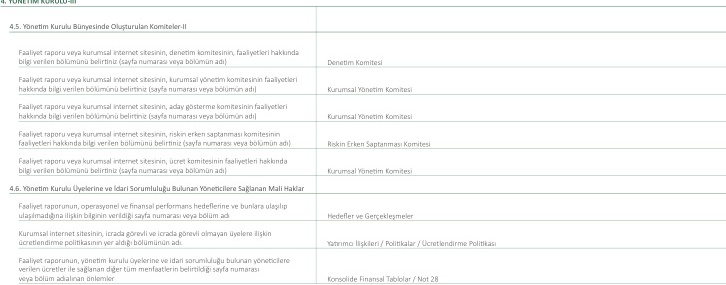 4. YÖNETİM KURULU-III
4.5. Yönetim Kurulu Bünyesinde Oluşturulan Komiteler-II
Faaliyet raporu veya kurumsal internet sitesinin, denetim komitesinin, faaliyetleri hakkında
bilgi verilen bölümünü belirtiniz (sayfa numarası veya bölümün adı)
Denetim Komitesi
Faaliyet raporu veya kurumsal internet sitesinin, kurumsal yönetim komitesinin faaliyetleri
hakkında bilgi verilen bölümünü belirtiniz (sayfa numarası veya bölümün adı)
Kurumsal Yönetim Komitesi
Faaliyet raporu veya kurumsal internet sitesinin, aday gösterme komitesinin faaliyetleri
hakkında bilgi verilen bölümünü belirtiniz (sayfa numarası veya bölümün adı)
Kurumsal Yönetim Komitesi
Faaliyet raporu veya kurumsal internet sitesinin, riskin erken saptanması komitesinin
faaliyetleri hakkında bilgi verilen bölümünü belirtiniz (sayfa numarası veya bölümün adı)
Riskin Erken Saptanması Komitesi
Faaliyet raporu veya kurumsal internet sitesinin, ücret komitesinin faaliyetleri hakkında
bilgi verilen bölümünü belirtiniz (sayfa numarası veya bölümün adı)
Kurumsal Yönetim Komitesi
4.6. Yönetim Kurulu Üyelerine ve İdari Sorumluluğu Bulunan Yöneticilere Sağlanan Mali Haklar
Faaliyet raporunun, operasyonel ve finansal performans hedeflerine ve bunlara ulaşılıp
ulaşılmadığına ilişkin bilginin verildiği sayfa numarası veya bölüm adı
Hedefler ve Gerçekleşmeler
Kurumsal internet sitesinin, icrada görevli ve icrada görevli olmayan üyelere ilişkin
ücretlendirme politikasının yer aldığı bölümünün adı.
Yatırımcı İlişkileri / Politikalar / Ücretlendirme Politikası
Faaliyet raporunun, yönetim kurulu üyelerine ve idari sorumluluğu bulunan yöneticilere
verilen ücretler ile sağlanan diğer tüm menfaatlerin belirtildiği sayfa numarası
veya bölüm adıalınan önlemler
Konsolide Finansal Tablolar / Not 28